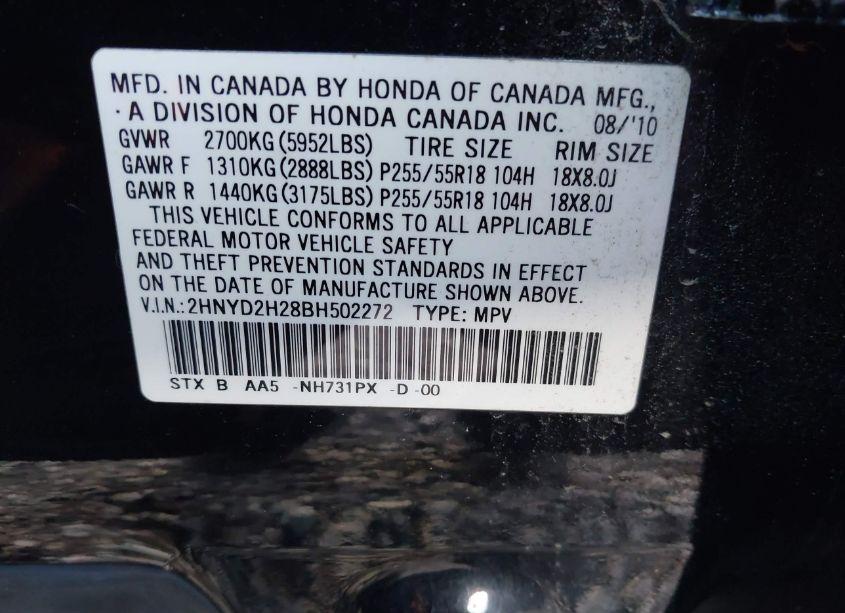 MFD. IN CANADA BY HONDA OF CANADA MFG.,
· A DIVISION OF HONDA CANADA INC. 08/'10
GVWR 2700KG (5952LBS) TIRE SIZE RIM SIZE
GAWR F 1310KG (2888LBS) P255/55R18 104H 18X8.0J
GAWR R 1440KG (3175LBS) P255/55R18 104H 18X8.0J
THIS VEHICLE CONFORMS TO ALL APPLICABLE
FEDERAL MOTOR VEHICLE SAFETY
AND THEFT PREVENTION STANDARDS IN EFFECT
ON THE DATE OF MANUFACTURE SHOWN ABOVE.
V.I.N.: 2HNYD2H28BH502272 TYPE: MPV
STX B AA5 -NH731PX -D -00